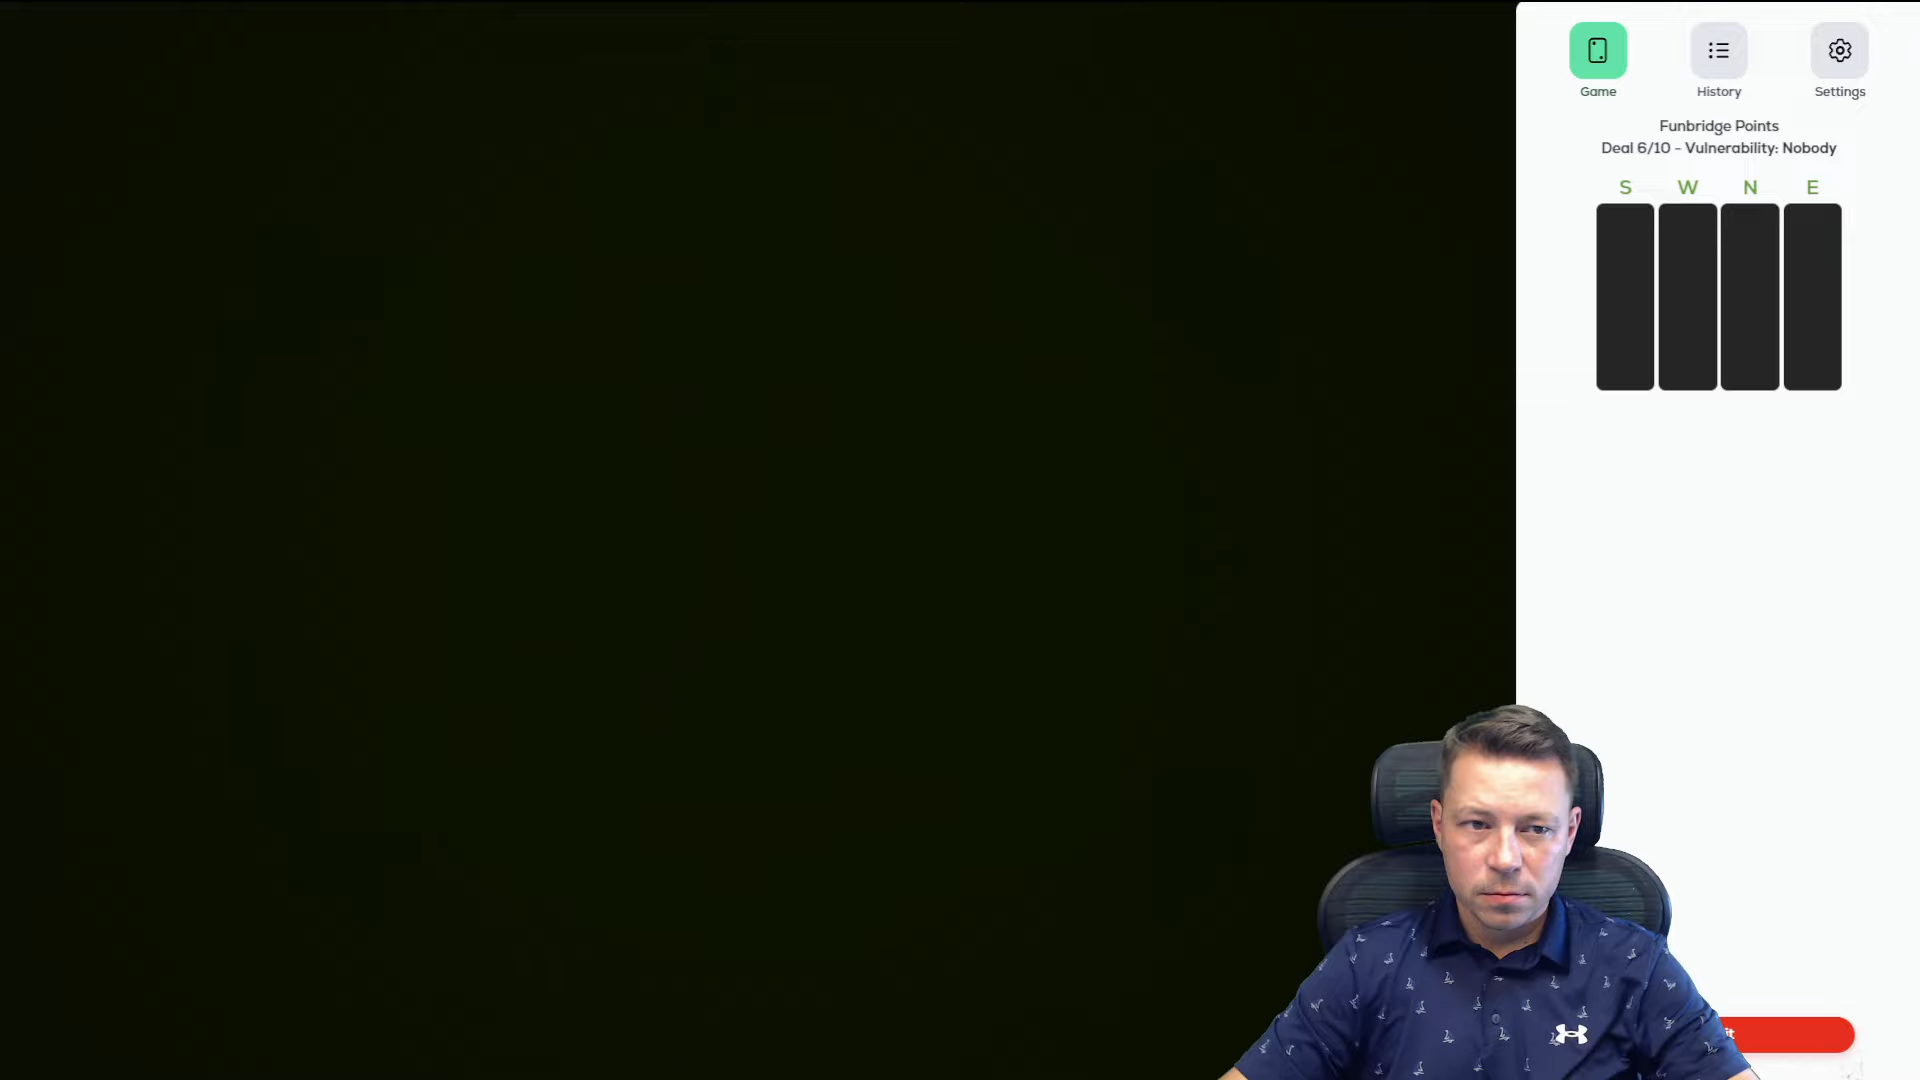 Game
History
Settings
Funbridge Points
Deal 6/10 - Vulnerability: Nobody
S W N E